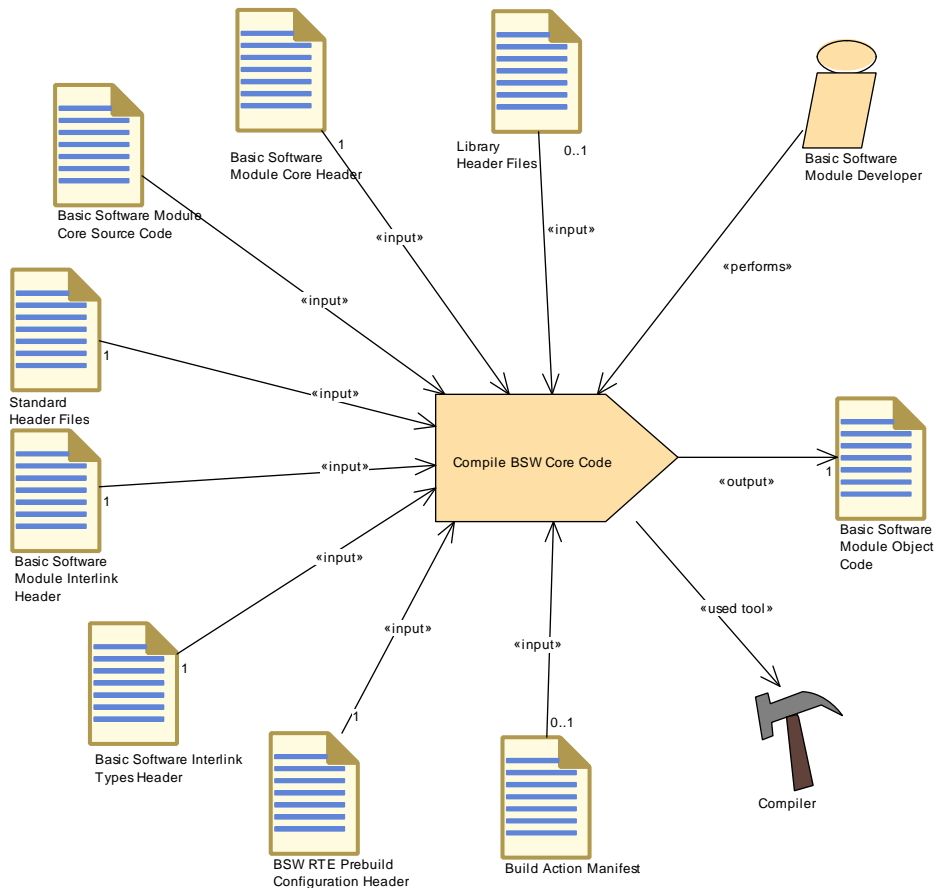 Basic Software
Module Core Header
1
Library
Header Files
0..1
Basic Software
Module Developer
Basic Software Module
Core Source Code
«input»
«input»
«performs»
«input»
Standard
Header Files
1
«input»
Compile BSW Core Code
«output»
1
Basic Software
Module Object
Code
Basic Software
Module Interlink
Header
1
«input»
Basic Software Interlink
Types Header
1
«input»
BSW RTE Prebuild
Configuration Header
1
«input»
Build Action Manifest
0..1
«input»
«used tool»
Compiler